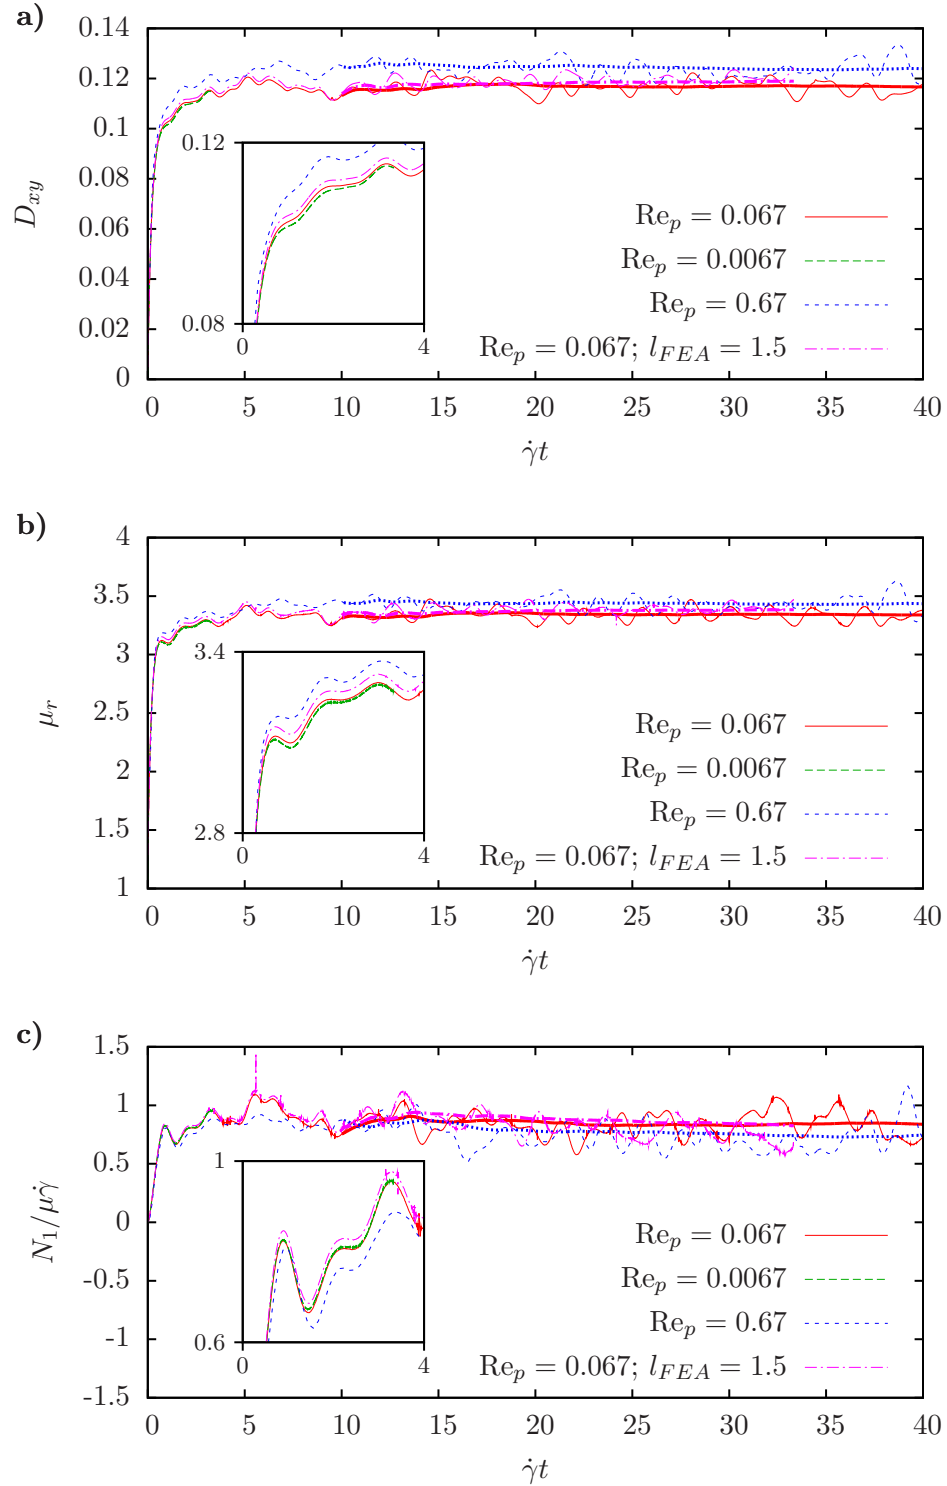 a)
0.14
0.12
0.1
0.08
0.06
0.04
0.02
0
D_{xy}
0.12
0.08
0 4
Re_p = 0.067
Re_p = 0.0067
Re_p = 0.67
Re_p = 0.067; l_{FEA} = 1.5
0 5 10 15 20 25 30 35 40
γ̇t
b)
4
3.5
3
2.5
2
1.5
1
μ_r
3.4
2.8
0 4
Re_p = 0.067
Re_p = 0.0067
Re_p = 0.67
Re_p = 0.067; l_{FEA} = 1.5
0 5 10 15 20 25 30 35 40
γ̇t
c)
1.5
1
0.5
0
-0.5
-1
-1.5
N_1/μγ̇
1
0.6
0 4
Re_p = 0.067
Re_p = 0.0067
Re_p = 0.67
Re_p = 0.067; l_{FEA} = 1.5
0 5 10 15 20 25 30 35 40
γ̇t